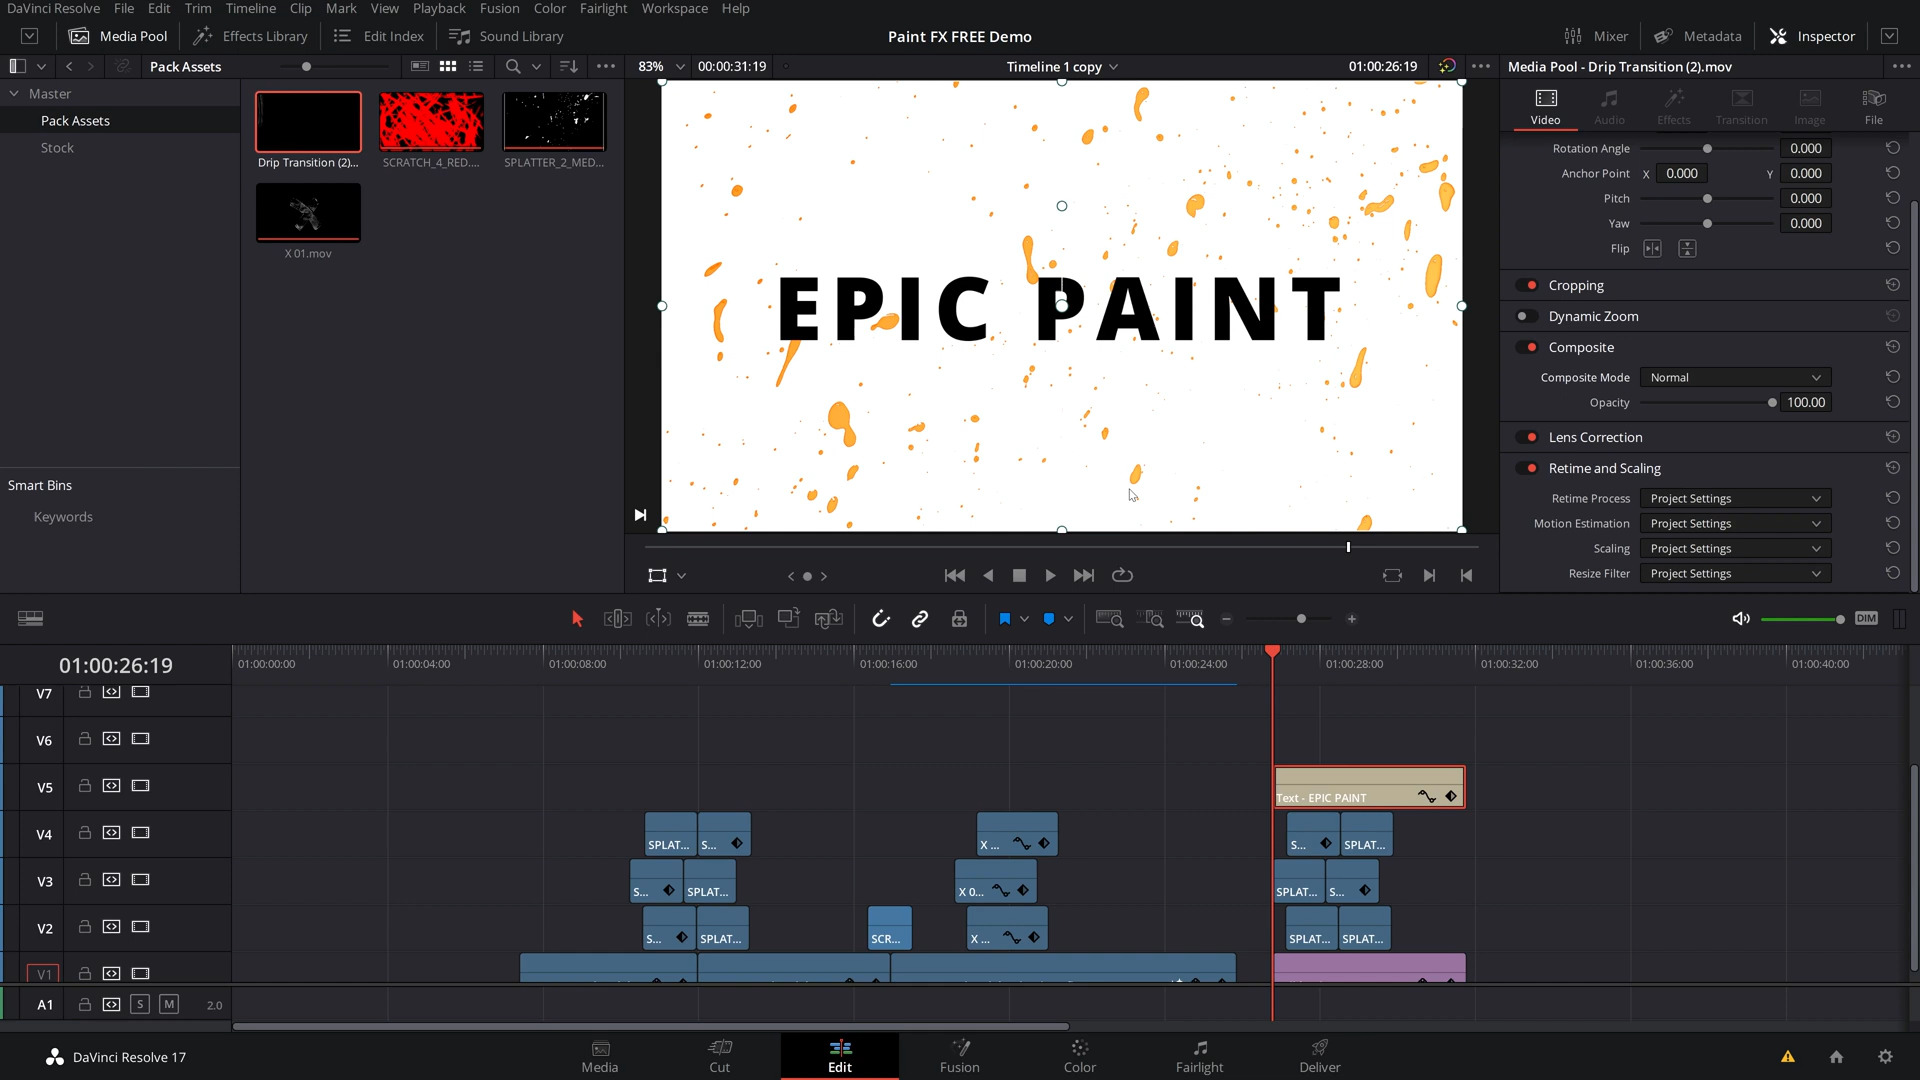 DaVinci Resolve File Edit Trim Timeline Clip Mark View Playback Fusion Color Fairlight Workspace Help
Media Pool Effects Library Edit Index Sound Library Paint FX FREE Demo Mixer Metadata Inspector
Pack Assets 83% 00:00:31:19 Timeline 1 copy 01:00:26:19 Media Pool - Drip Transition (2).mov
Master
Pack Assets
Stock
Drip Transition (2)... SCRATCH_4_RED.... SPLATTER_2_MED...
X 01.mov
Smart Bins
Keywords
EPIC PAINT
Video Audio Effects Transition Image File
Rotation Angle 0.000
Anchor Point X 0.000 Y 0.000
Pitch 0.000
Yaw 0.000
Flip
Cropping
Dynamic Zoom
Composite
Composite Mode Normal
Opacity 100.00
Lens Correction
Retime and Scaling
Retime Process Project Settings
Motion Estimation Project Settings
Scaling Project Settings
Resize Filter Project Settings
DIM
01:00:26:19 01:00:00:00 01:00:04:00 01:00:08:00 01:00:12:00 01:00:16:00 01:00:20:00 01:00:24:00 01:00:28:00 01:00:32:00 01:00:36:00 01:00:40:00
V7
V6
V5 Text - EPIC PAINT
V4 SPLAT... S... X ... S... SPLAT...
V3 S... SPLAT... X 0... SPLAT... S...
V2 S... SPLAT... SCR... X ... SPLAT... SPLAT...
V1
A1 S M 2.0
DaVinci Resolve 17 Media Cut Edit Fusion Color Fairlight Deliver